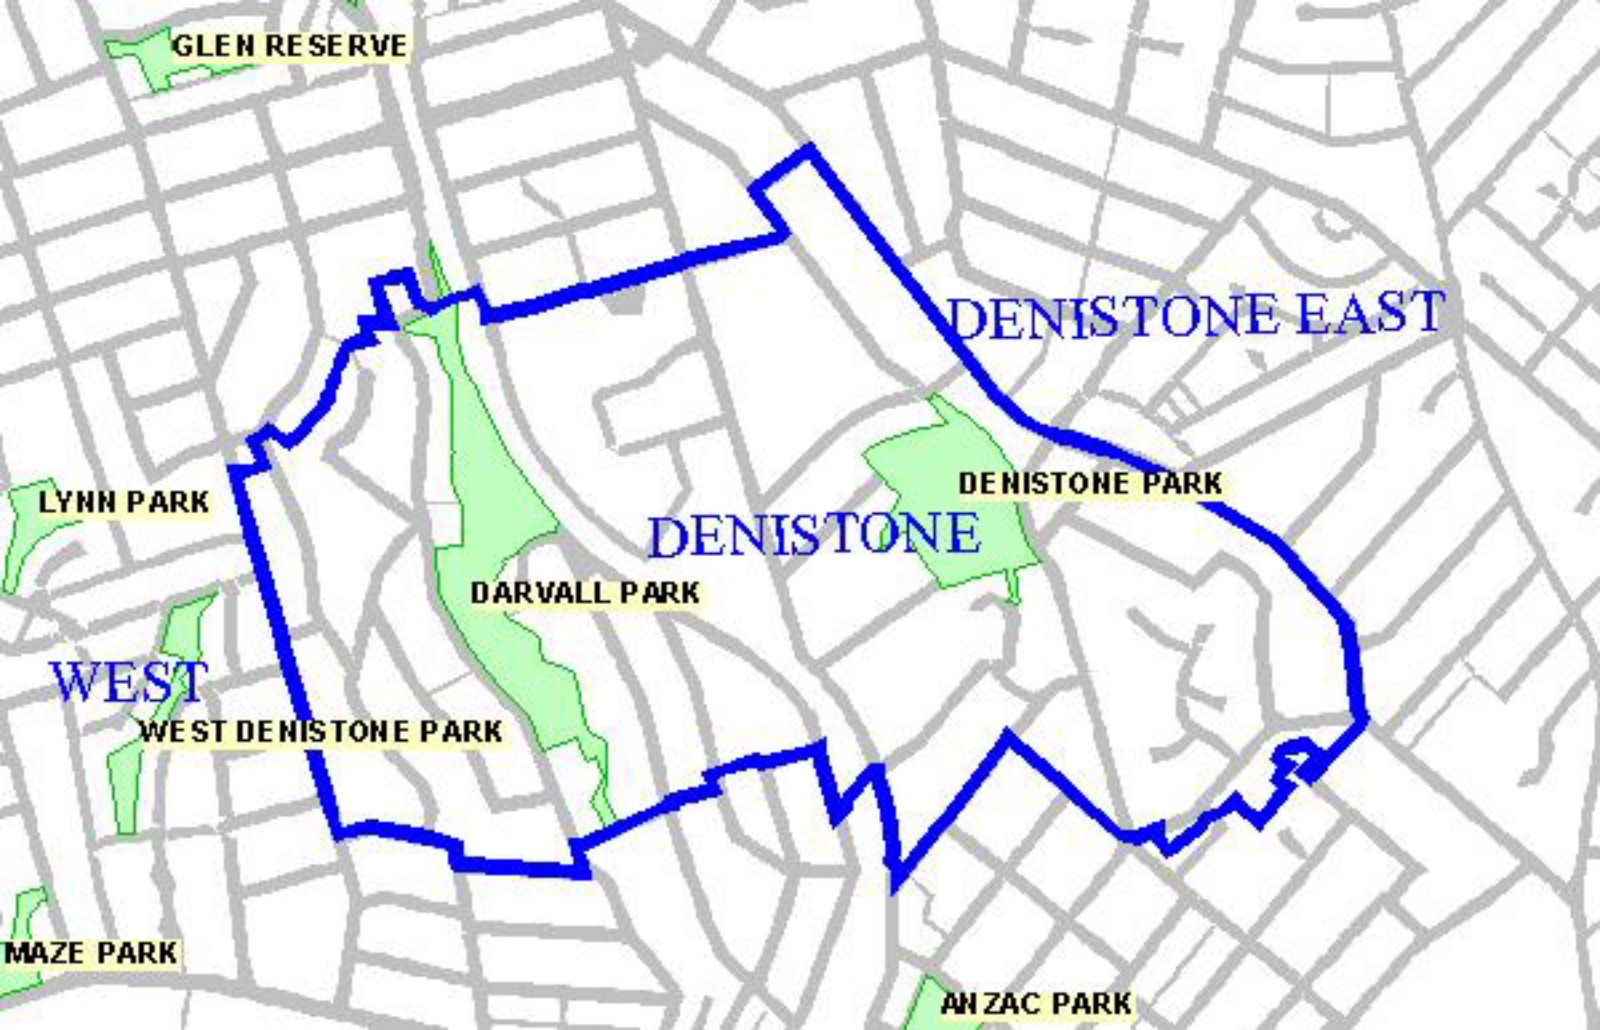 GLEN RESERVE
DENISTONE EAST
DENISTONE PARK
LYNN PARK
DENISTONE
DARVALL PARK
WEST
WEST DENISTONE PARK
MAZE PARK
ANZAC PARK